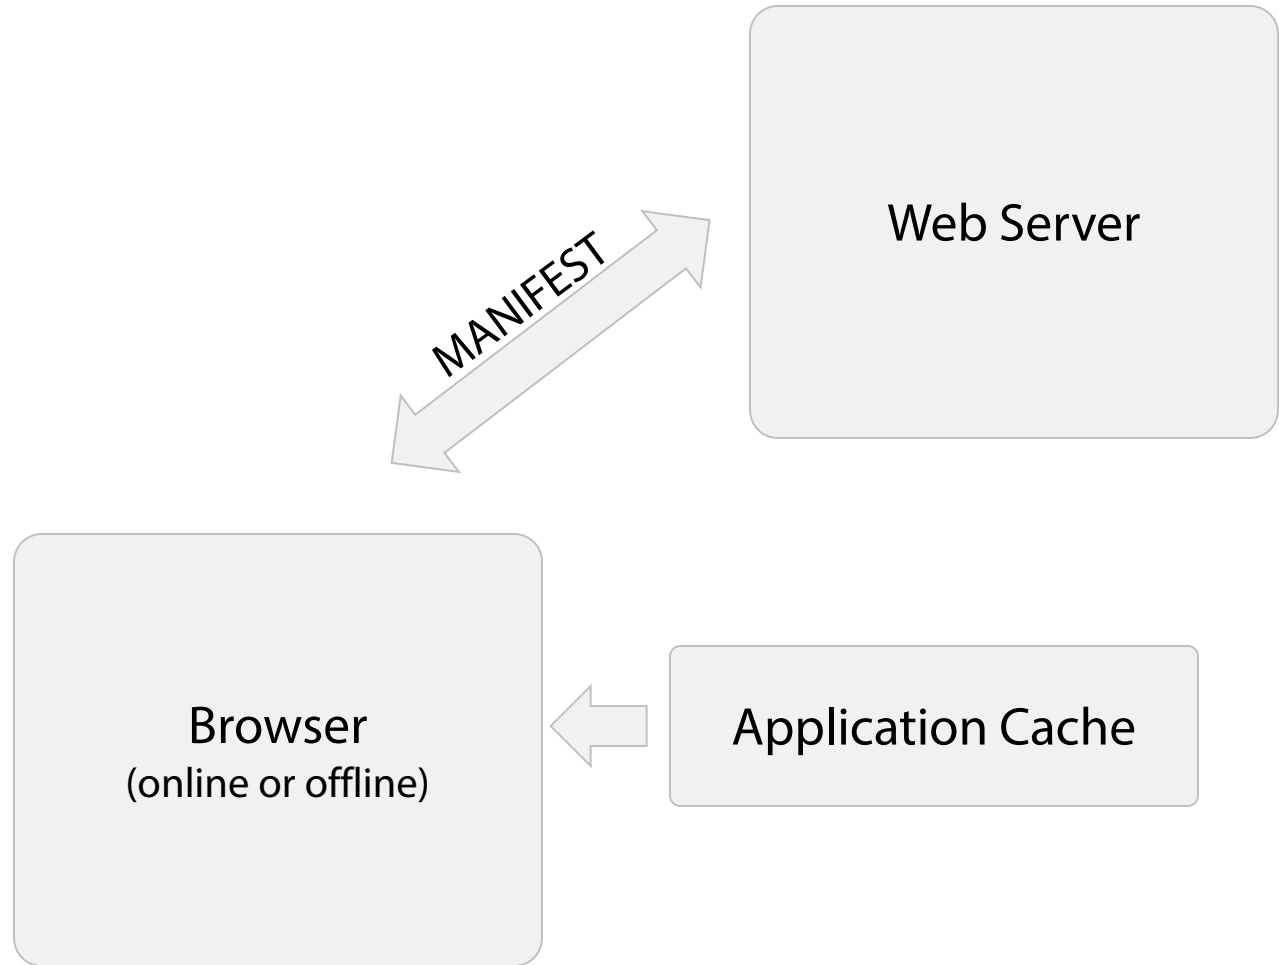 Web Server
MANIFEST
Browser
(online or offline)
Application Cache